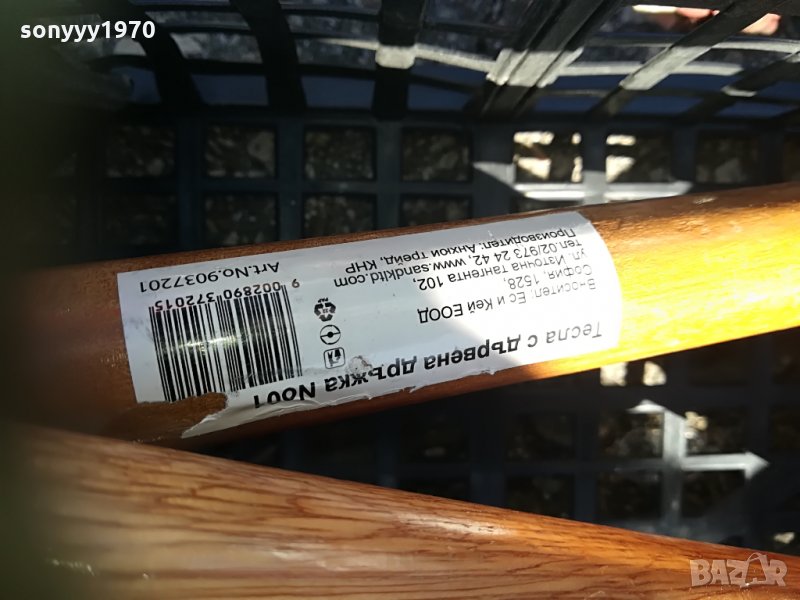 sonyyy1970
Тесла с дървена дръжка No01
Вносител: Ес и Кей ЕООД
София, 1528,
ул. Източна тангента 102,
тел.02/973 24 42, www.sandkltd.com
Производител: Анхюи трейд, КНР
9 002890 372015
Art.No.9037201
BAZAR